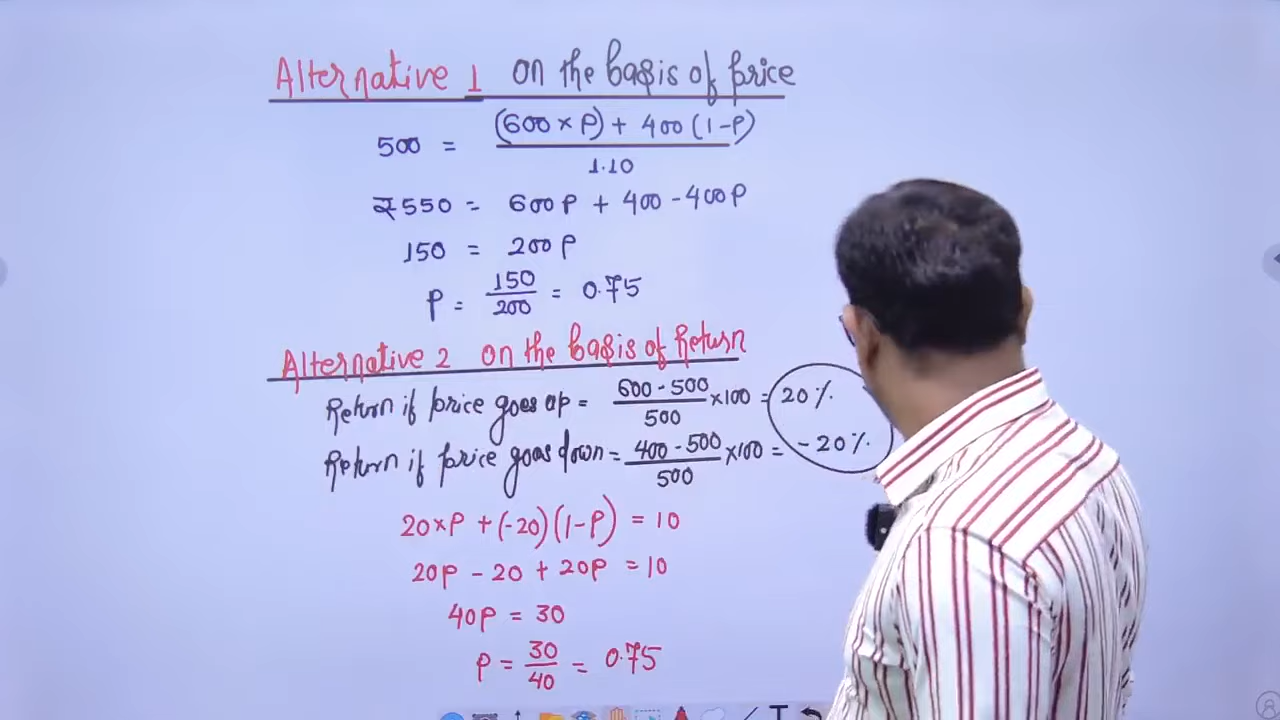 Alternative 1 on the basis of price
500 = (600 × P) + 400 (1-P) / 1.10
₹550 = 600P + 400 - 400P
150 = 200P
P = 150/200 = 0.75
Alternative 2 on the basis of Return
Return if price goes up = 600-500/500 ×100 = 20%
Return if price goes down = 400-500/500 ×100 = -20%
20×P + (-20)(1-P) = 10
20P - 20 + 20P = 10
40P = 30
P = 30/40 = 0.75